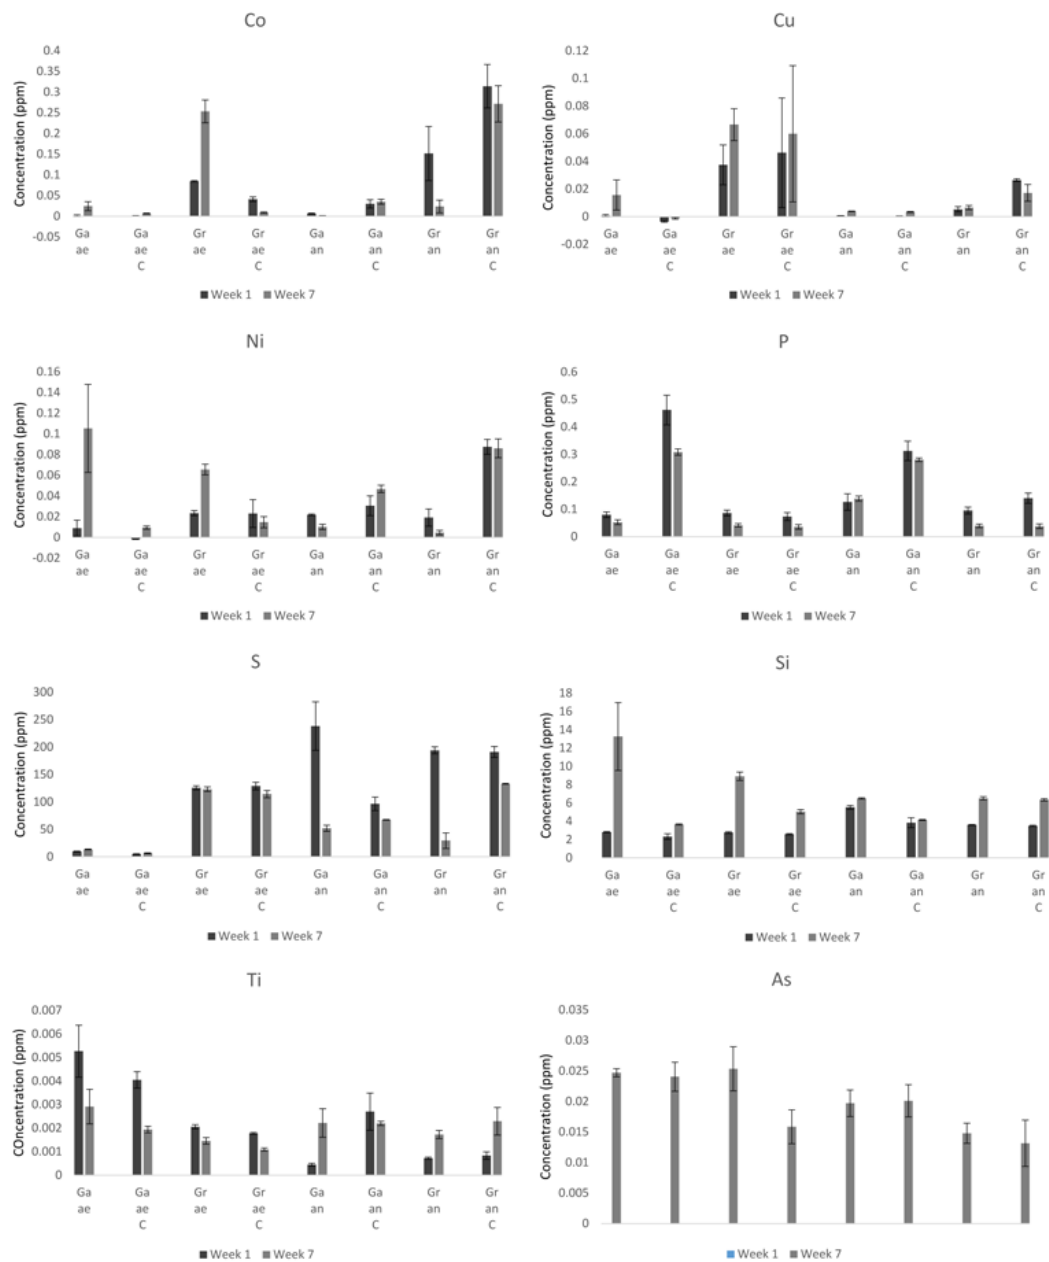 Co
Concentration (ppm)
0.4
0.35
0.3
0.25
0.2
0.15
0.1
0.05
0
-0.05
Ga Ga Gr Gr Ga Ga Gr Gr
ae ae ae ae an an an an
C C C C
Week 1 Week 7
Cu
Concentration (ppm)
0.12
0.1
0.08
0.06
0.04
0.02
0
-0.02
Ga Ga Gr Gr Ga Ga Gr Gr
ae ae ae ae an an an an
C C C C
Week 1 Week 7
Ni
Concentration (ppm)
0.16
0.14
0.12
0.1
0.08
0.06
0.04
0.02
0
-0.02
Ga Ga Gr Gr Ga Ga Gr Gr
ae ae ae ae an an an an
C C C C
Week 1 Week 7
P
Concentration (ppm)
0.6
0.5
0.4
0.3
0.2
0.1
0
Ga Ga Gr Gr Ga Ga Gr Gr
ae ae ae ae an an an an
C C C C
Week 1 Week 7
S
Concentration (ppm)
300
250
200
150
100
50
0
Ga Ga Gr Gr Ga Ga Gr Gr
ae ae ae ae an an an an
C C C C
Week 1 Week 7
Si
Concentration (ppm)
18
16
14
12
10
8
6
4
2
0
Ga Ga Gr Gr Ga Ga Gr Gr
ae ae ae ae an an an an
C C C C
Week 1 Week 7
Ti
COncentration (ppm)
0.007
0.006
0.005
0.004
0.003
0.002
0.001
0
Ga Ga Gr Gr Ga Ga Gr Gr
ae ae ae ae an an an an
C C C C
Week 1 Week 7
As
Concentration (ppm)
0.035
0.03
0.025
0.02
0.015
0.01
0.005
0
Week 1 Week 7